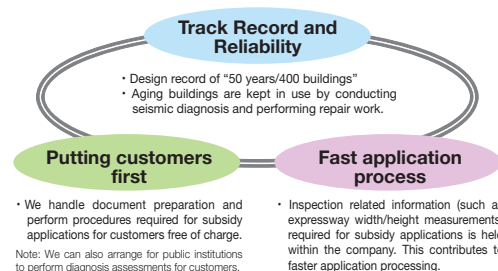 Track Record and
Reliability
・Design record of “50 years/400 buildings”
・Aging buildings are kept in use by conducting
seismic diagnosis and performing repair work.
Putting customers
first
・We handle document preparation and
perform procedures required for subsidy
applications for customers free of charge.
Note: We can also arrange for public institutions
to perform diagnosis assessments for customers.
Fast application
process
・Inspection related information (such a
expressway width/height measurements
required for subsidy applications is held
within the company. This contributes t
faster application processing.